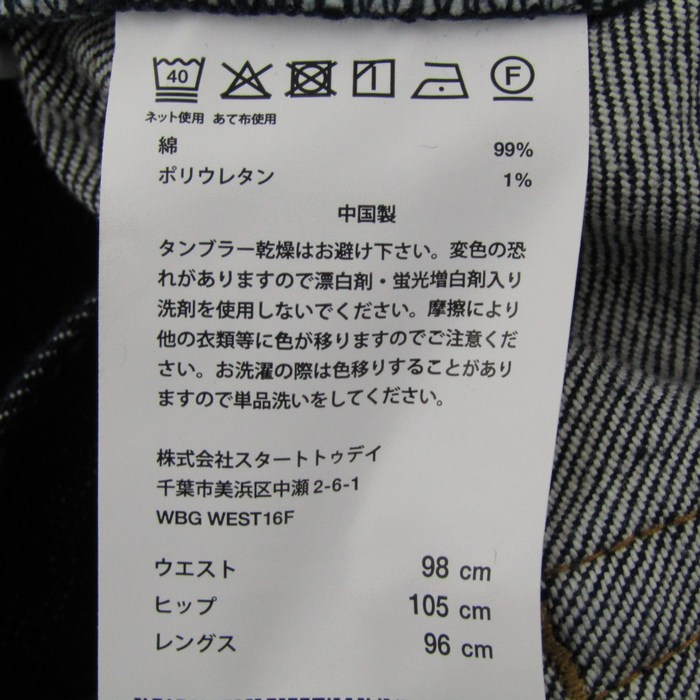 40
F
ネット使用 あて布使用
綿 99%
ポリウレタン 1%
中国製
タンブラー乾燥はお避け下さい。変色の恐
れがありますので漂白剤・蛍光増白剤入り
洗剤を使用しないでください。摩擦により
他の衣類等に色が移りますのでご注意くだ
さい。お洗濯の際は色移りすることがあり
ますので単品洗いをしてください。
株式会社スタートトゥデイ
千葉市美浜区中瀬2-6-1
WBG WEST16F
ウエスト 98 cm
ヒップ 105 cm
レングス 96 cm